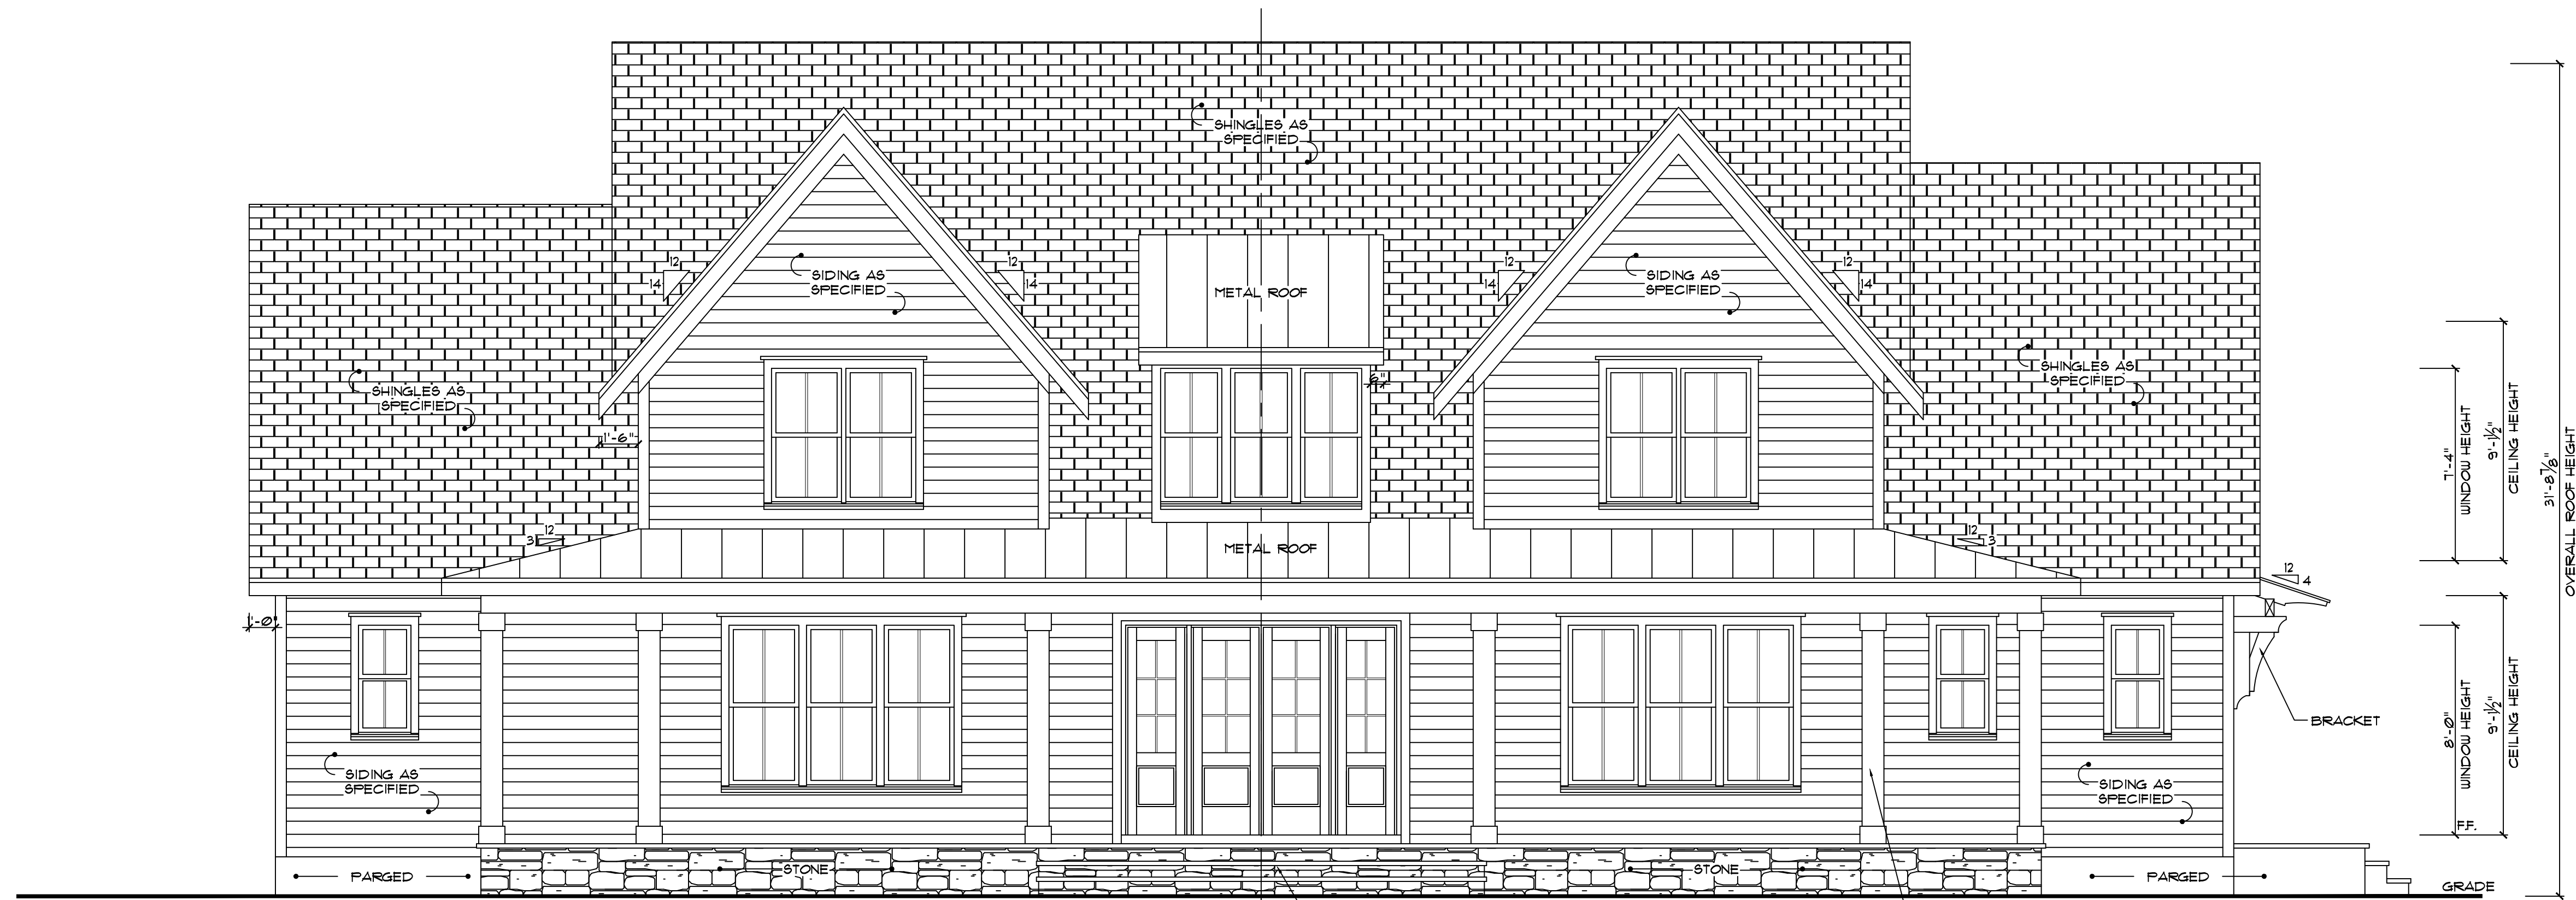 SHINGLES AS
SPECIFIED
12
14
SIDING AS
SPECIFIED
12
14
METAL ROOF
12
14
SIDING AS
SPECIFIED
12
14
SHINGLES AS
SPECIFIED
6"
SHINGLES AS
SPECIFIED
1'-6"
12
3
METAL ROOF
12
3
12
4
1'-0"
BRACKET
SIDING AS
SPECIFIED
SIDING AS
SPECIFIED
PARGED
STONE
STONE
PARGED
7'-4"
WINDOW HEIGHT
9'-1½"
CEILING HEIGHT
8'-0"
WINDOW HEIGHT
9'-1½"
CEILING HEIGHT
F.F.
31'-8⅞"
OVERALL ROOF HEIGHT
GRADE